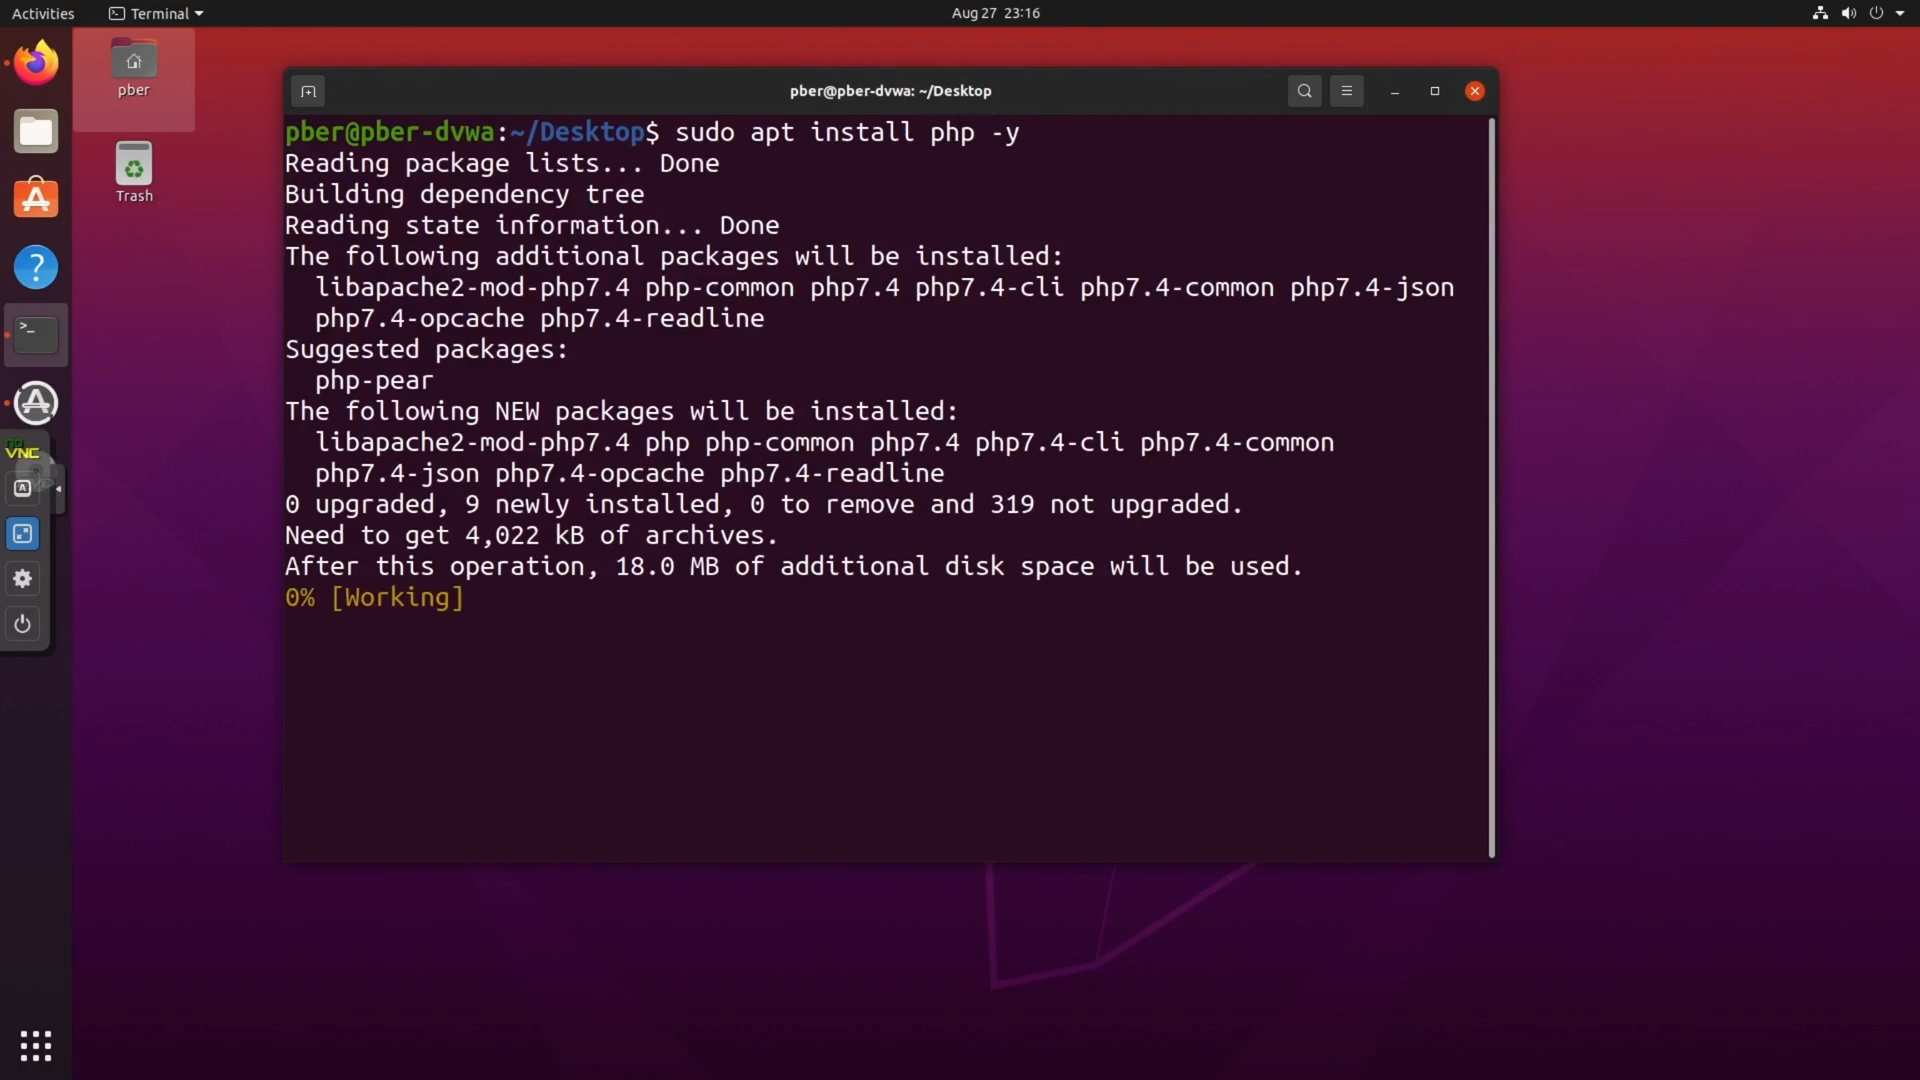 Activities
Terminal
Aug 27 23:16
pber
Trash
pber@pber-dvwa: ~/Desktop
pber@pber-dvwa:~/Desktop$ sudo apt install php -y
Reading package lists... Done
Building dependency tree
Reading state information... Done
The following additional packages will be installed:
libapache2-mod-php7.4 php-common php7.4 php7.4-cli php7.4-common php7.4-json
php7.4-opcache php7.4-readline
Suggested packages:
php-pear
The following NEW packages will be installed:
libapache2-mod-php7.4 php php-common php7.4 php7.4-cli php7.4-common
php7.4-json php7.4-opcache php7.4-readline
0 upgraded, 9 newly installed, 0 to remove and 319 not upgraded.
Need to get 4,022 kB of archives.
After this operation, 18.0 MB of additional disk space will be used.
0% [Working]
no
VNC